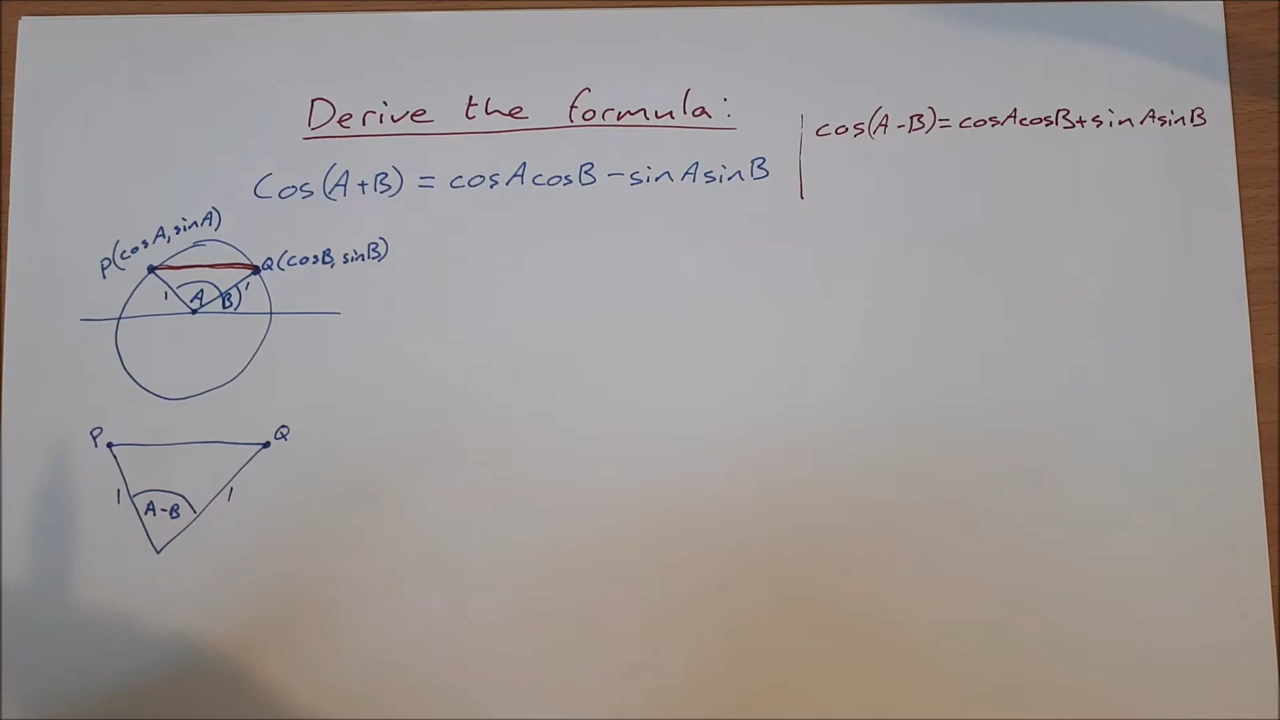 Derive the formula:
cos(A-B)=cosAcosB+sinAsinB
Cos(A+B) = cosAcosB-sinAsinB
P(cosA, sinA)
Q(cosB, sinB)
1 A B 1
P Q
1 A-B 1